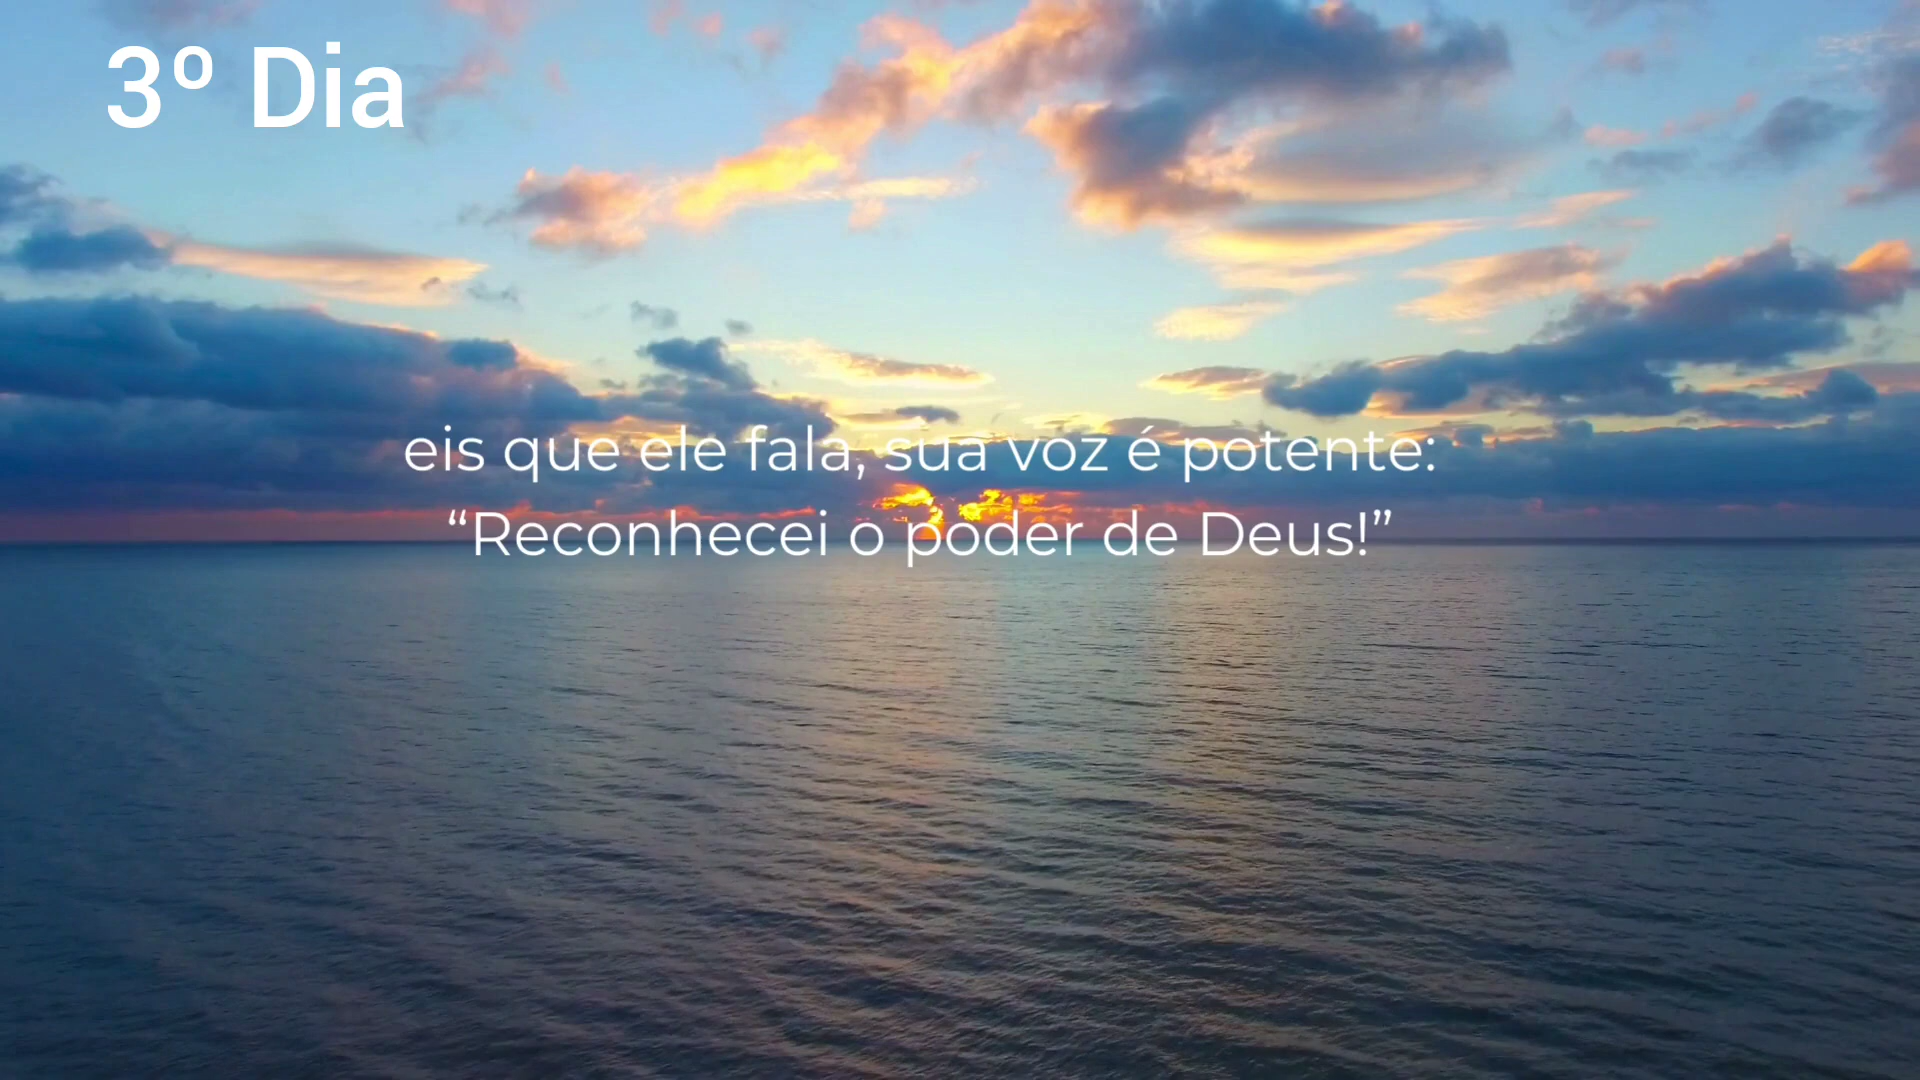 3º Dia
eis que ele fala, sua voz é potente:
“Reconhecei o poder de Deus!”